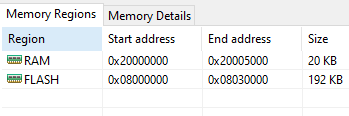 Memory Regions Memory Details
Region Start address End address Size
RAM 0x20000000 0x20005000 20 KB
FLASH 0x08000000 0x08030000 192 KB